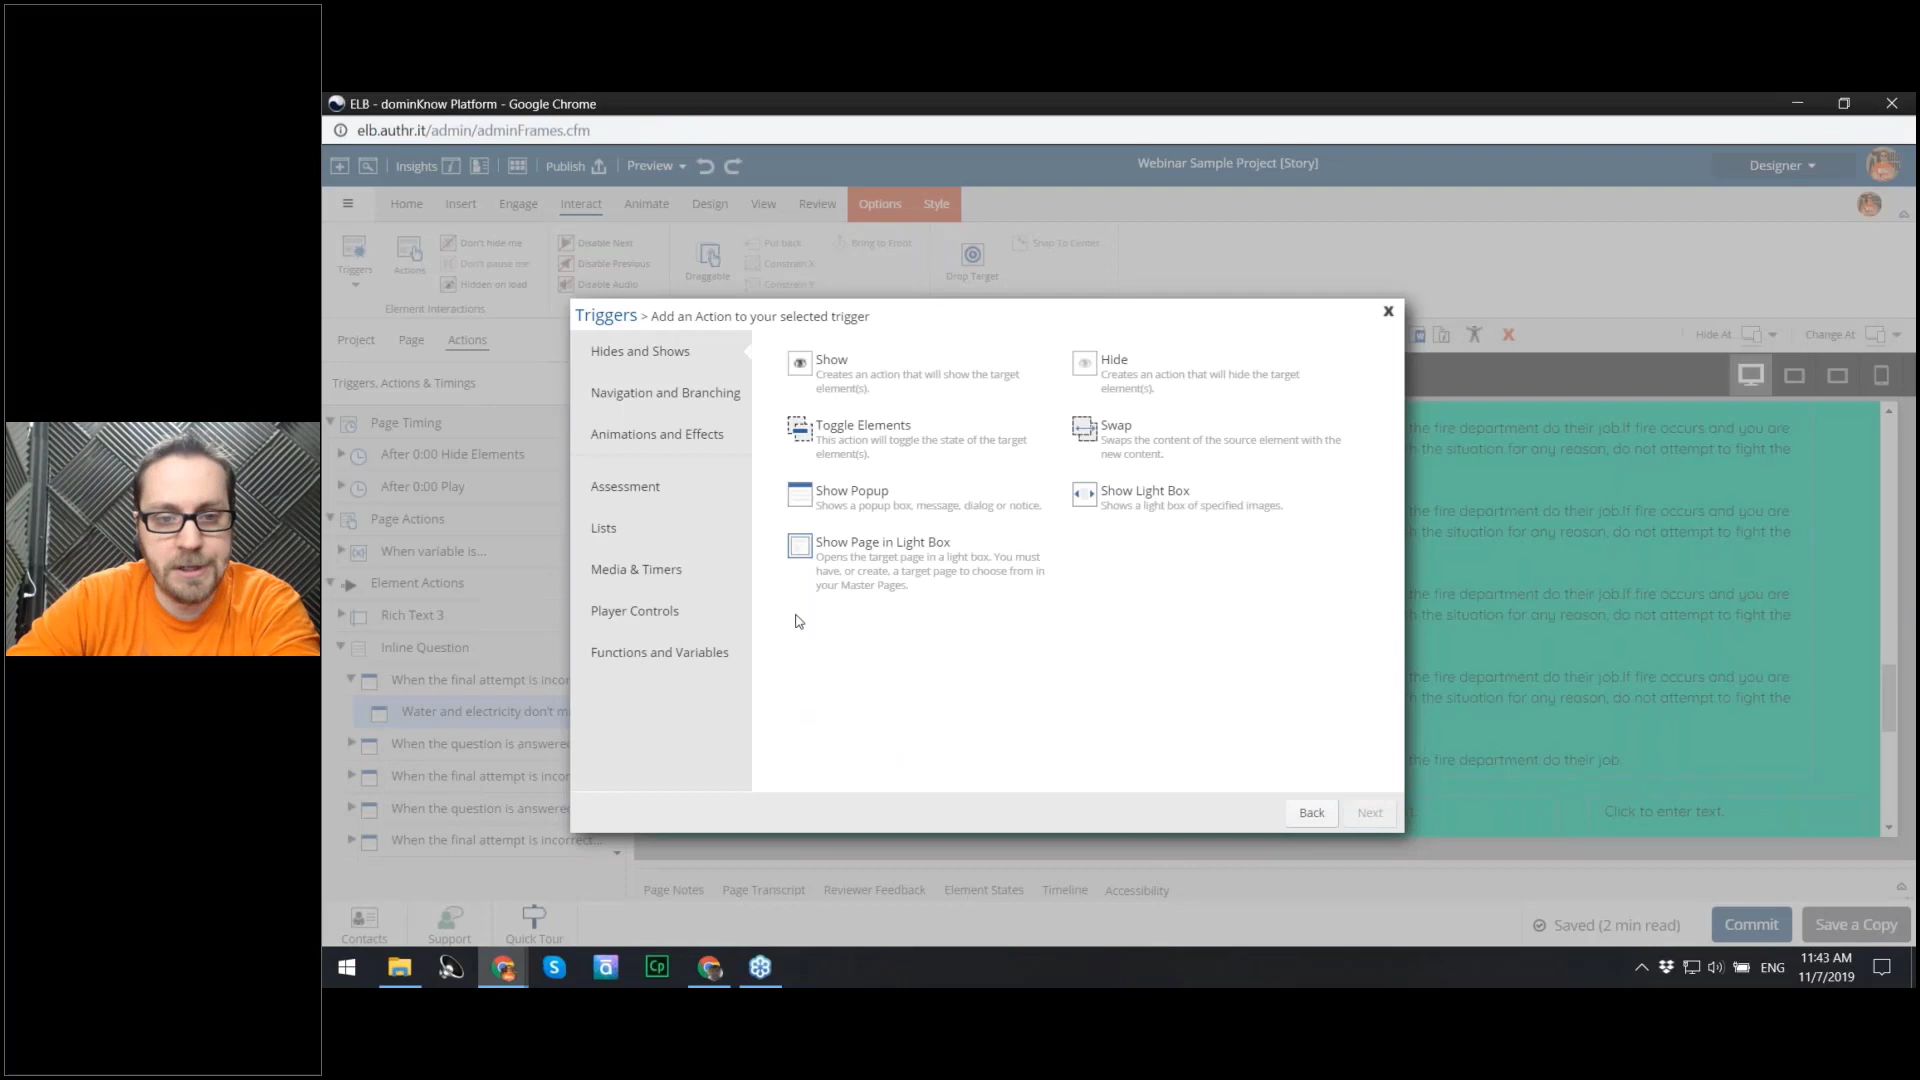 ELB - dominKnow Platform - Google Chrome
elb.authr.it/admin/adminFrames.cfm
Insights
Publish
Preview
Webinar Sample Project [Story]
Designer
Home
Insert
Engage
Interact
Animate
Design
View
Review
Options
Style
Triggers
Actions
Don't hide me
Don't pause me
Hidden on load
Element Interactions
Disable Next
Disable Previous
Disable Audio
Draggable
Put back
Constrain X
Constrain Y
Bring to Front
Drop Target
Snap To Center
Project
Page
Actions
Hide At
Change At
Triggers, Actions & Timings
Page Timing
After 0:00 Hide Elements
After 0:00 Play
Page Actions
When variable is...
Element Actions
Rich Text 3
Inline Question
When the final attempt is incor
Water and electricity don't m
When the question is answered
When the final attempt is incor
When the question is answered
When the final attempt is incorrect...
Triggers > Add an Action to your selected trigger
X
Hides and Shows
Navigation and Branching
Animations and Effects
Assessment
Lists
Media & Timers
Player Controls
Functions and Variables
Show
Creates an action that will show the target
element(s).
Hide
Creates an action that will hide the target
element(s).
Toggle Elements
This action will toggle the state of the target
element(s).
Swap
Swaps the content of the source element with the
new content.
Show Popup
Shows a popup box, message, dialog or notice.
Show Light Box
Shows a light box of specified images.
Show Page in Light Box
Opens the target page in a light box. You must
have, or create, a target page to choose from in
your Master Pages.
Back
Next
the fire department do their job.If fire occurs and you are
h the situation for any reason, do not attempt to fight the
the fire department do their job.If fire occurs and you are
h the situation for any reason, do not attempt to fight the
the fire department do their job.If fire occurs and you are
h the situation for any reason, do not attempt to fight the
the fire department do their job.If fire occurs and you are
h the situation for any reason, do not attempt to fight the
the fire department do their job.
Click to enter text.
Page Notes
Page Transcript
Reviewer Feedback
Element States
Timeline
Accessibility
Contacts
Support
Quick Tour
Saved (2 min read)
Commit
Save a Copy
S
a
Cp
ENG
11:43 AM
11/7/2019